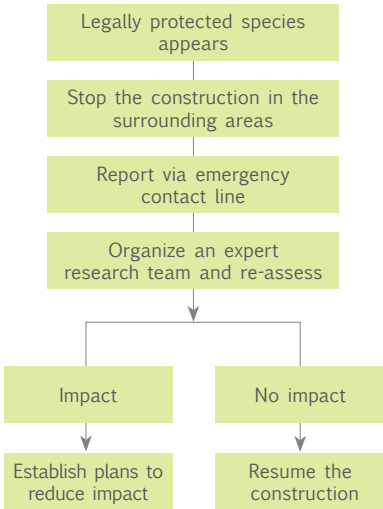 Legally protected species
appears
Stop the construction in the
surrounding areas
Report via emergency
contact line
Organize an expert
research team and re-assess
Impact
No impact
Establish plans to
reduce impact
Resume the
construction